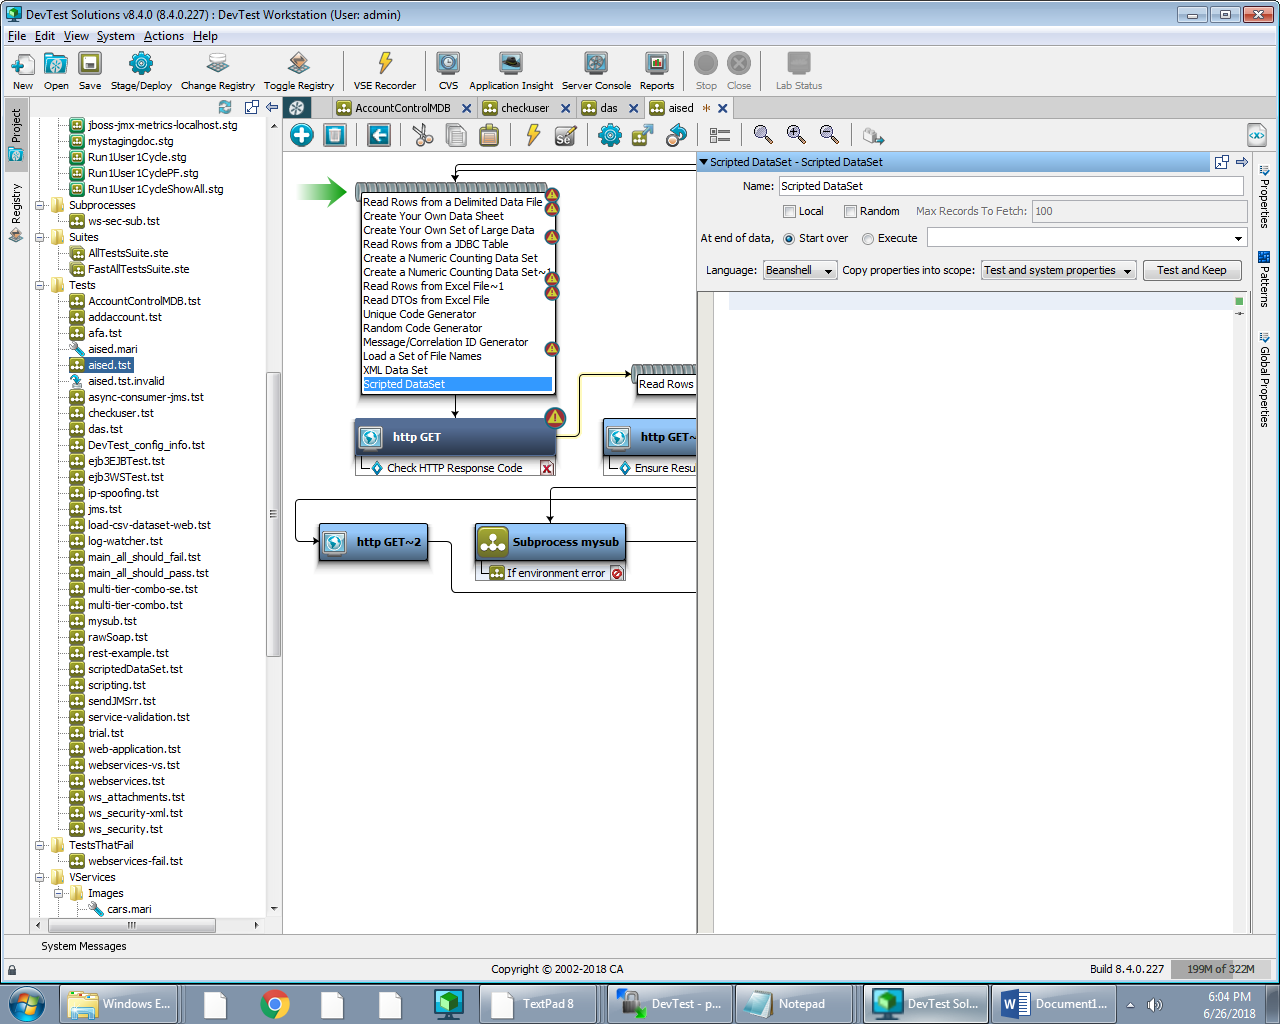 DevTest Solutions v8.4.0 (8.4.0.227) : DevTest Workstation (User: admin)
File Edit View System Actions Help
New Open Save Stage/Deploy Change Registry Toggle Registry VSE Recorder CVS Application Insight Server Console Reports Stop Close Lab Status
Project
Registry
jboss-jmx-metrics-localhost.stg
mystagingdoc.stg
Run1User1Cycle.stg
Run1User1CyclePF.stg
Run1User1CycleShowAll.stg
Subprocesses
ws-sec-sub.tst
Suites
AllTestsSuite.ste
FastAllTestsSuite.ste
Tests
AccountControlMDB.tst
addaccount.tst
afa.tst
aised.mari
aised.tst
aised.tst.invalid
async-consumer-jms.tst
checkuser.tst
das.tst
DevTest_config_info.tst
ejb3EJBTest.tst
ejb3WSTest.tst
ip-spoofing.tst
jms.tst
load-csv-dataset-web.tst
log-watcher.tst
main_all_should_fail.tst
main_all_should_pass.tst
multi-tier-combo-se.tst
multi-tier-combo.tst
mysub.tst
rawSoap.tst
rest-example.tst
scriptedDataSet.tst
scripting.tst
sendJMSrr.tst
service-validation.tst
trial.tst
web-application.tst
webservices-vs.tst
webservices.tst
ws_attachments.tst
ws_security-xml.tst
ws_security.tst
TestsThatFail
webservices-fail.tst
VServices
Images
cars.mari
AccountControlMDB checkuser das aised
Read Rows from a Delimited Data File
Create Your Own Data Sheet
Create Your Own Set of Large Data
Read Rows from a JDBC Table
Create a Numeric Counting Data Set
Create a Numeric Counting Data Set~1
Read Rows from Excel File~1
Read DTOs from Excel File
Unique Code Generator
Random Code Generator
Message/Correlation ID Generator
Load a Set of File Names
XML Data Set
Scripted DataSet
http GET
Check HTTP Response Code
Read Rows
http GET~
Ensure Resu
http GET~2
Subprocess mysub
If environment error
Scripted DataSet - Scripted DataSet
Name: Scripted DataSet
Local Random Max Records To Fetch: 100
At end of data, Start over Execute
Language: Beanshell Copy properties into scope: Test and system properties Test and Keep
Properties
Patterns
Global Properties
System Messages
Copyright © 2002-2018 CA
Build 8.4.0.227 199M of 322M
Windows E... TextPad 8 DevTest - p... Notepad DevTest Sol... Document1...
6:04 PM
6/26/2018